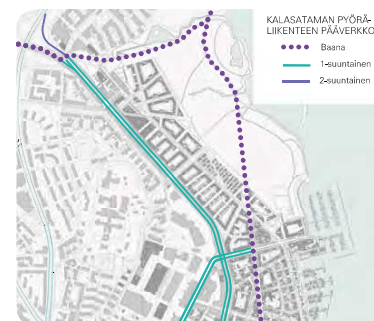 KALASATAMAN PYÖRÄ-
LIIKENTEEN PÄÄVERKKO
Baana
1-suuntainen
2-suuntainen